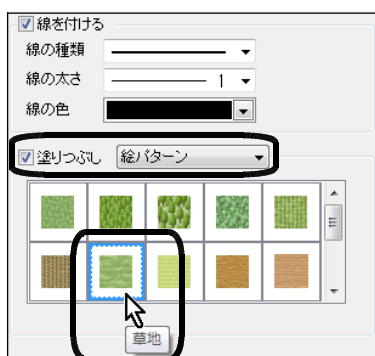 線を付ける
線の種類
線の太さ 1
線の色
塗りつぶし 絵パターン
草地